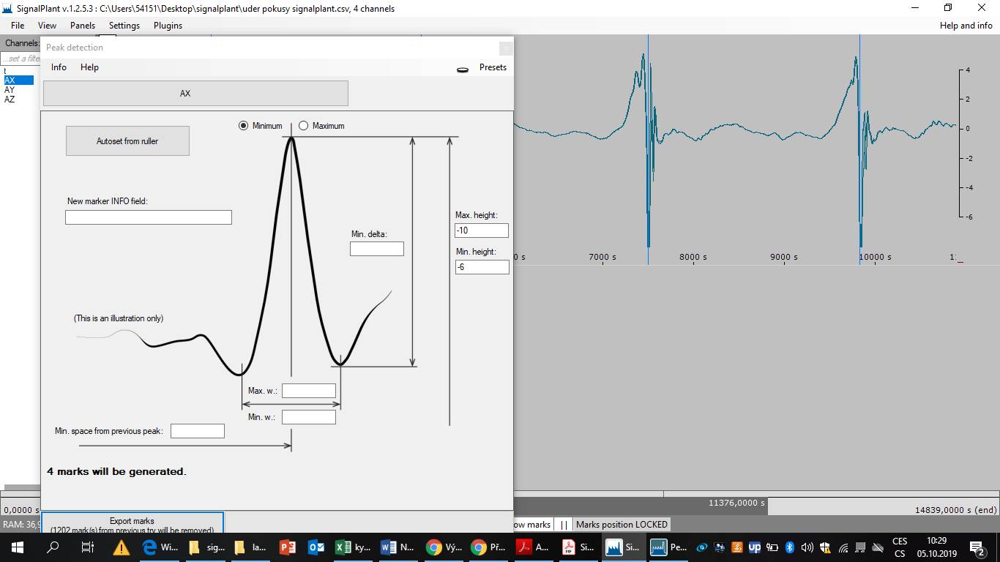 SignalPlant v.1.2.5.3 : C:\Users\54151\Desktop\signalplant\uder pokusy signalplant.csv, 4 channels
File View Panels Settings Plugins Help and info
Channels:
...set a filte
t
AX
AY
AZ
Peak detection
Info Help Presets
AX
Minimum Maximum
Autoset from ruller
New marker INFO field:
Max. height:
-10
Min. delta:
Min. height:
-6
(This is an illustration only)
Max. w.:
Min. w.:
Min. space from previous peak:
4 marks will be generated.
Export marks
(1202 mark(s) from previous try will be removed)
4
2
0
-2
-4
-6
0 s 7000 s 8000 s 9000 s 10000 s 1
0,0000 s 11376,0000 s 14839,0000 s (end)
RAM: 36,9 ow marks || Marks position LOCKED
Wi... sig... la... ky... N... Vý... Př... A... Si... Si... Pe... CES 10:29
CS 05.10.2019
2